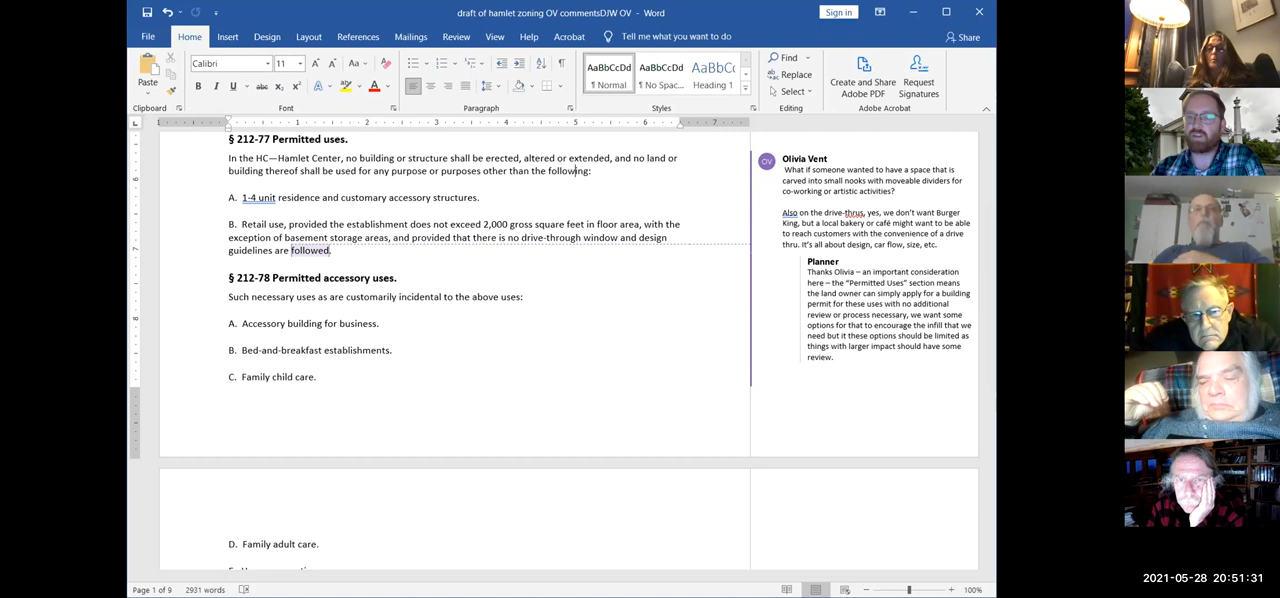 draft of hamlet zoning OV commentsDJW OV - Word
Sign in
File Home Insert Design Layout References Mailings Review View Help Acrobat Tell me what you want to do Share
Paste
Clipboard
Calibri 11
Font
Paragraph
AaBbCcDd AaBbCcDd AaBbC
¶ Normal ¶ No Spac... Heading 1
Styles
Find
Replace
Select
Editing
Create and Share
Adobe PDF
Request
Signatures
Adobe Acrobat
1 1 2 3 4 5 6 7
§ 212-77 Permitted uses.
In the HC—Hamlet Center, no building or structure shall be erected, altered or extended, and no land or
building thereof shall be used for any purpose or purposes other than the following:
A. 1-4 unit residence and customary accessory structures.
B. Retail use, provided the establishment does not exceed 2,000 gross square feet in floor area, with the
exception of basement storage areas, and provided that there is no drive-through window and design
guidelines are followed.
§ 212-78 Permitted accessory uses.
Such necessary uses as are customarily incidental to the above uses:
A. Accessory building for business.
B. Bed-and-breakfast establishments.
C. Family child care.
D. Family adult care.
OV
Olivia Vent
What if someone wanted to have a space that is
carved into small nooks with moveable dividers for
co-working or artistic activities?
Also on the drive-thrus, yes, we don't want Burger
King, but a local bakery or café might want to be able
to reach customers with the convenience of a drive
thru. It's all about design, car flow, size, etc.
Planner
Thanks Olivia – an important consideration
here – the "Permitted Uses" section means
the land owner can simply apply for a building
permit for these uses with no additional
review or process necessary, we want some
options for that to encourage the infill that we
need but it these options should be limited as
things with larger impact should have some
review.
Page 1 of 9 2931 words
100%
2021-05-28 20:51:31